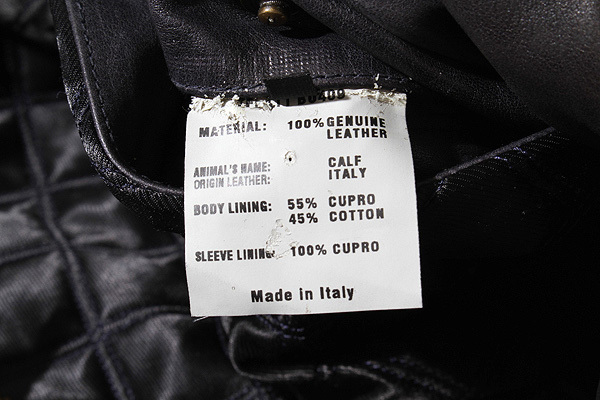 MATERIAL: 100% GENUINE
LEATHER
ANIMAL'S NAME: CALF
ORIGIN LEATHER: ITALY
BODY LINING: 55% CUPRO
45% COTTON
SLEEVE LINING: 100% CUPRO
Made in Italy